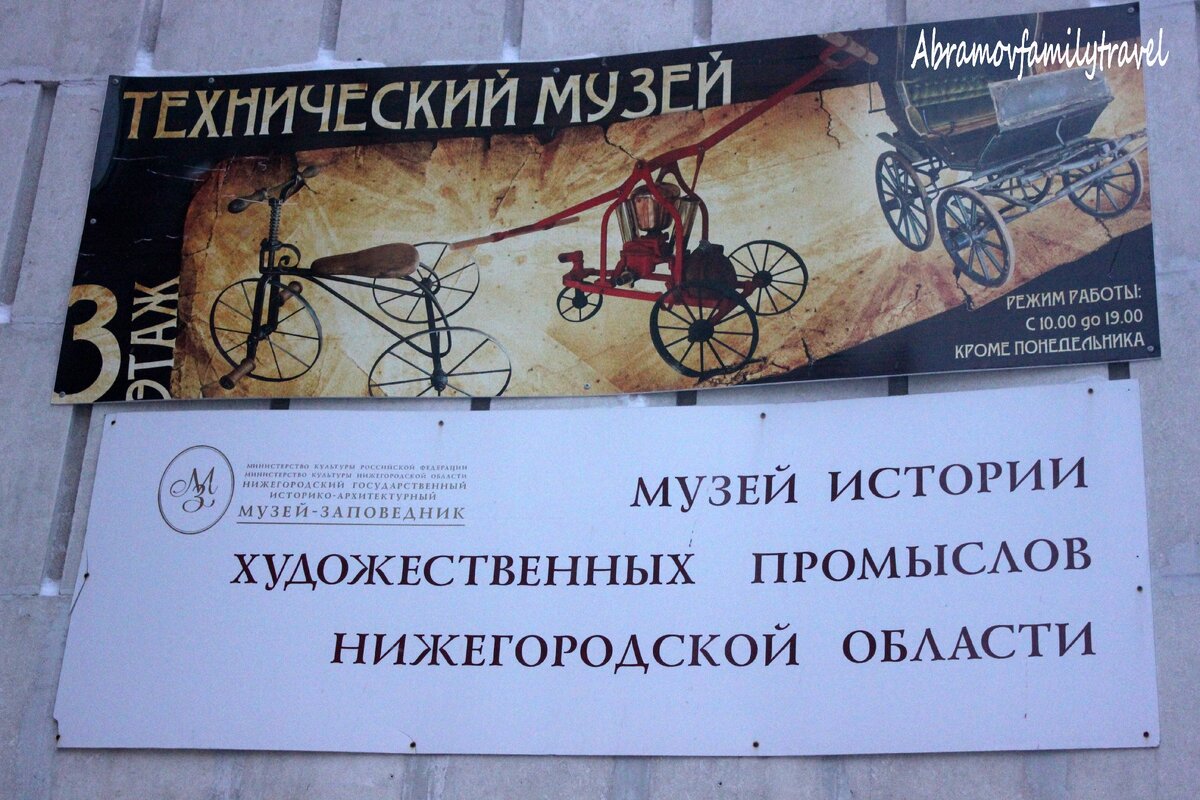 Abramovfamilytravel
ТЕХНИЧЕСКИЙ МУЗЕЙ
3 ЭТАЖ
РЕЖИМ РАБОТЫ:
С 10.00 до 19.00
КРОМЕ ПОНЕДЕЛЬНИКА
МЗ
МИНИСТЕРСТВО КУЛЬТУРЫ РОССИЙСКОЙ ФЕДЕРАЦИИ
МИНИСТЕРСТВО КУЛЬТУРЫ НИЖЕГОРОДСКОЙ ОБЛАСТИ
НИЖЕГОРОДСКИЙ ГОСУДАРСТВЕННЫЙ
ИСТОРИКО-АРХИТЕКТУРНЫЙ
МУЗЕЙ-ЗАПОВЕДНИК
МУЗЕЙ ИСТОРИИ
ХУДОЖЕСТВЕННЫХ ПРОМЫСЛОВ
НИЖЕГОРОДСКОЙ ОБЛАСТИ